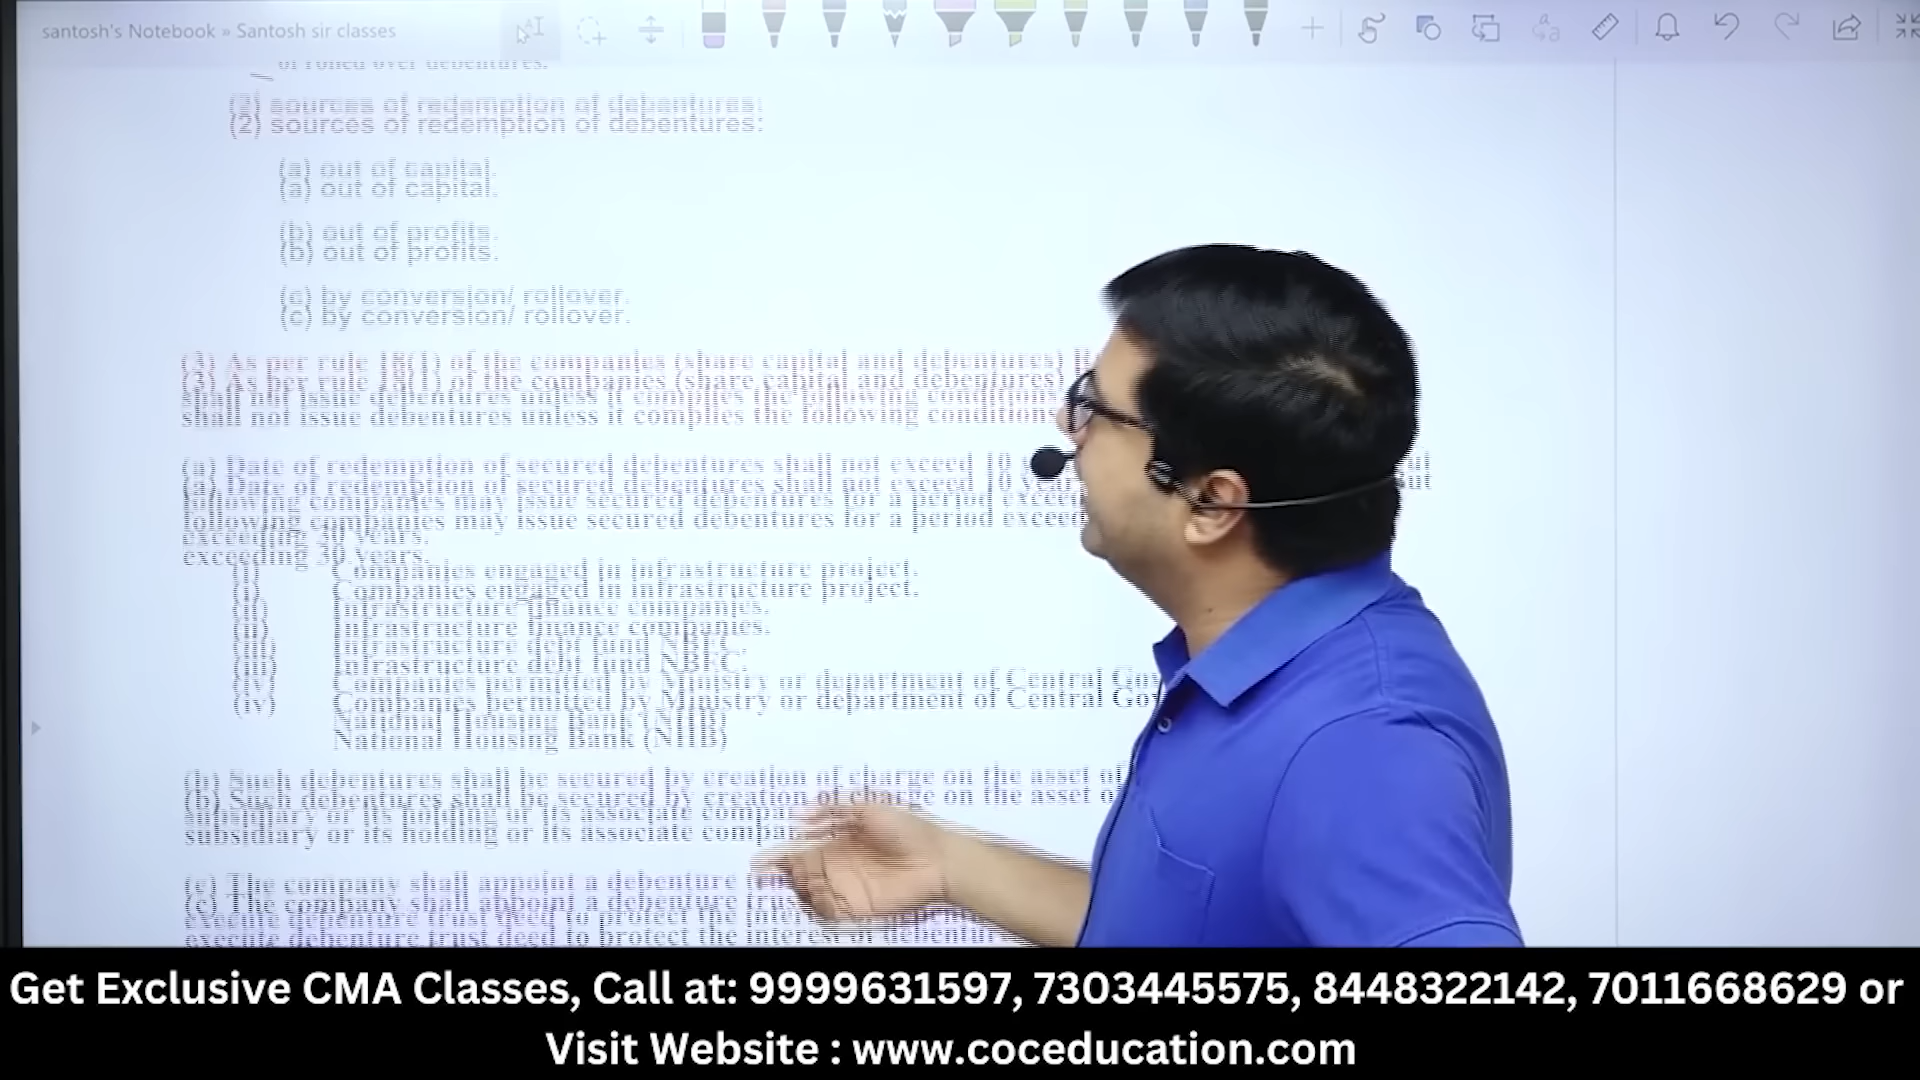 santosh's Notebook » Santosh sir classes
of rolled over debentures.
(2) sources of redemption of debentures:
(a) out of capital.
(b) out of profits.
(c) by conversion/ rollover.
(3) As per rule 18(1) of the companies (share capital and debentures)
shall not issue debentures unless it complies the following conditions
(a) Date of redemption of secured debentures shall not exceed 10
following companies may issue secured debentures for a period
exceeding 30 years.
(i) Companies engaged in infrastructure project.
(ii) Infrastructure finance companies.
(iii) Infrastructure debt fund NBFC.
(iv) Companies permitted by Ministry or department of Central
National Housing Bank (NHB)
(b) Such debentures shall be secured by creation of charge on the asset of
subsidiary or its holding or its associate
(c) The company shall appoint a debenture
execute debenture trust deed to protect the interest of
Get Exclusive CMA Classes, Call at: 9999631597, 7303445575, 8448322142, 7011668629 or
Visit Website : www.coceducation.com